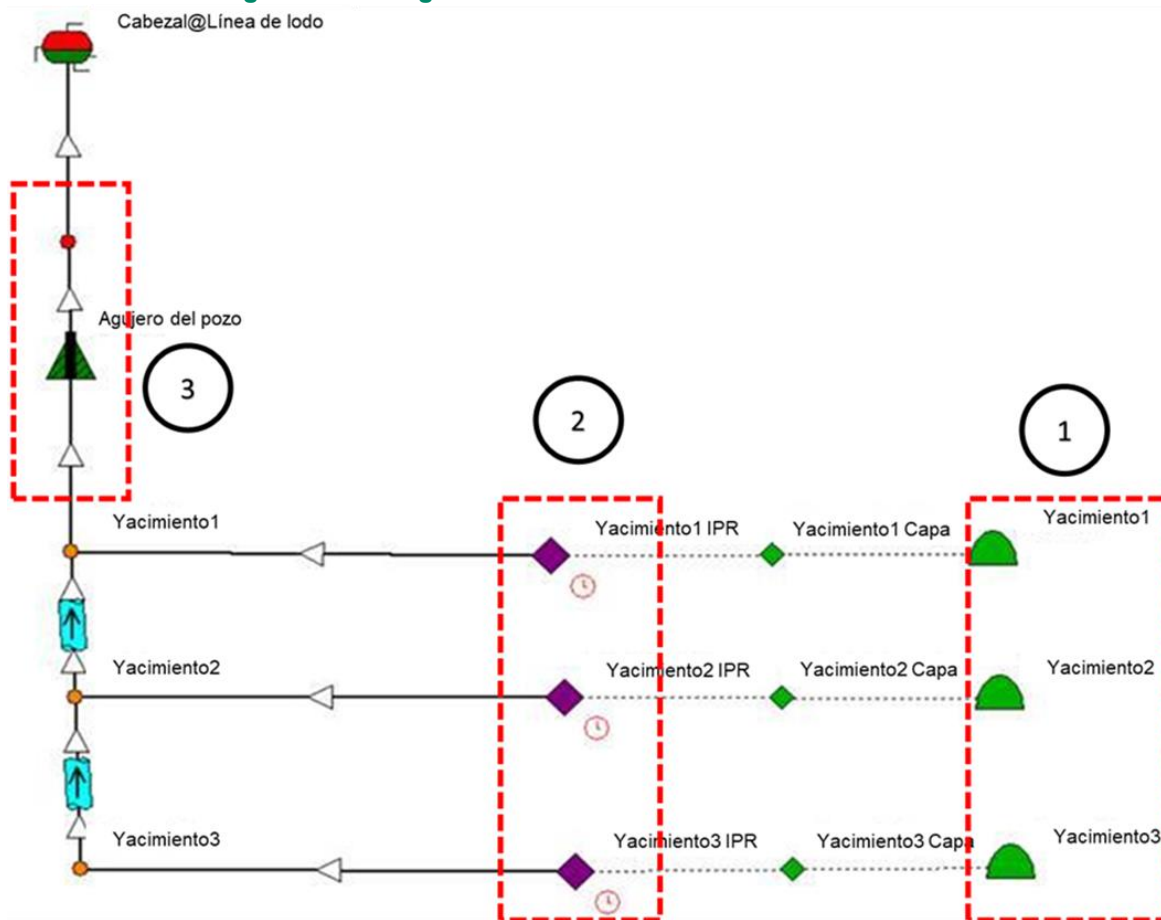 Cabezal@Línea de lodo
Agujero del pozo
3
2
1
Yacimiento1
Yacimiento1 IPR
Yacimiento1 Capa
Yacimiento1
Yacimiento2
Yacimiento2 IPR
Yacimiento2 Capa
Yacimiento2
Yacimiento3
Yacimiento3 IPR
Yacimiento3 Capa
Yacimiento3